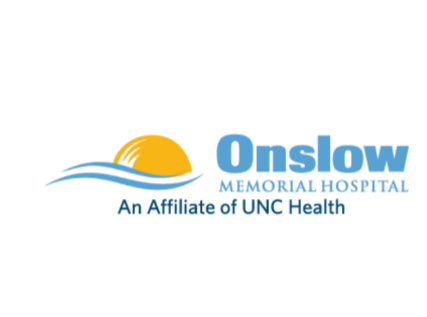 Onslow
MEMORIAL HOSPITAL
An Affiliate of UNC Health